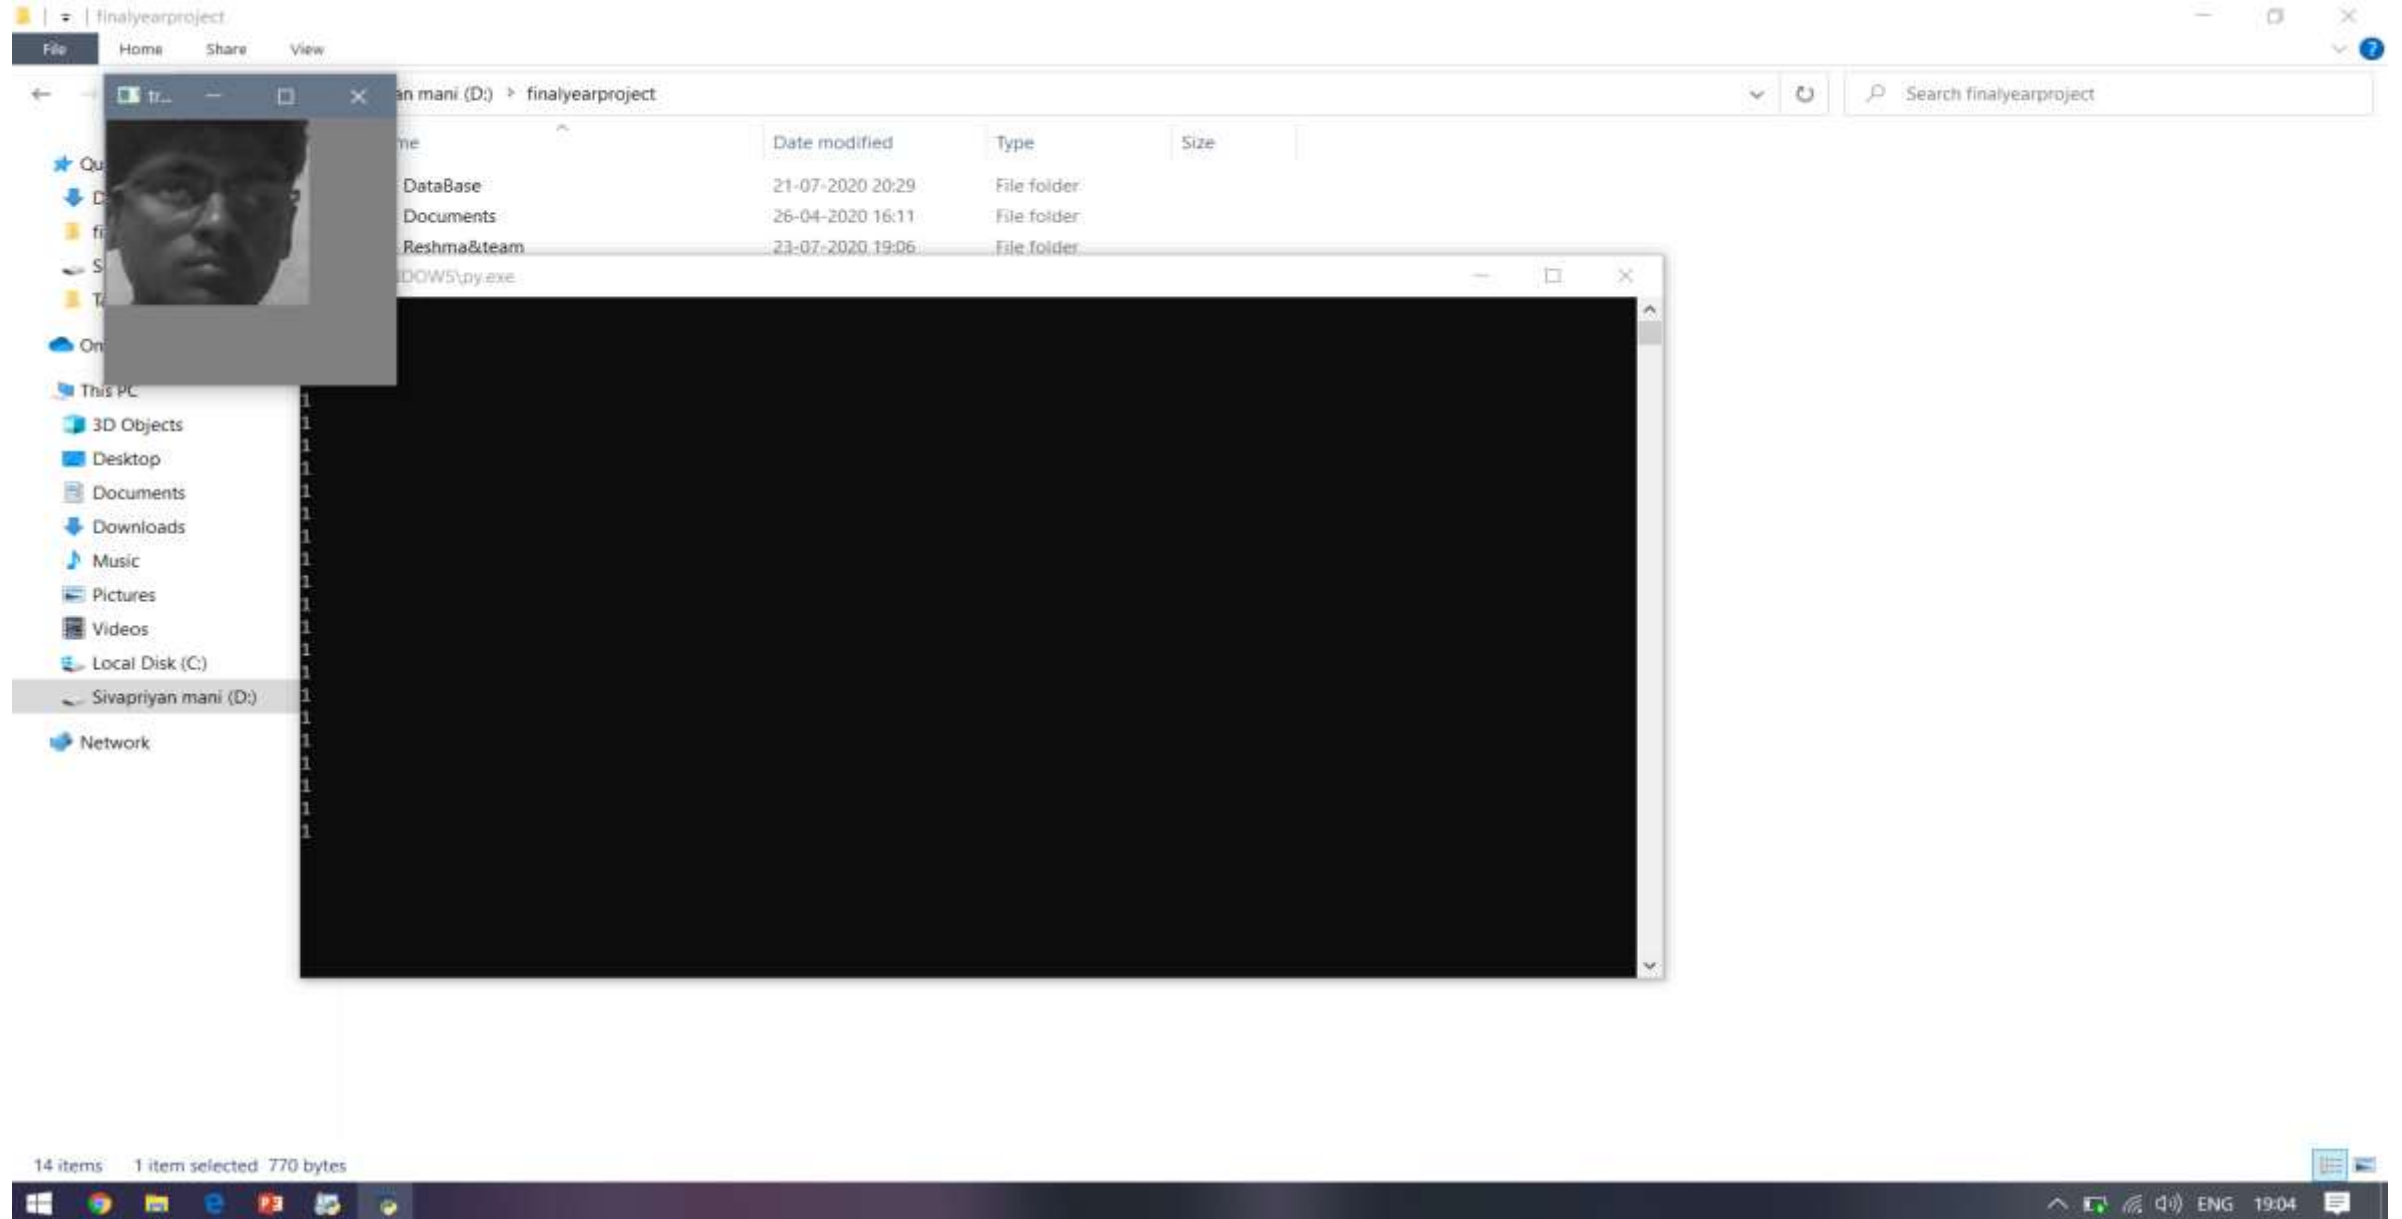 finalyearproject
File Home Share View
tr... an mani (D:) > finalyearproject Search finalyearproject
me Date modified Type Size
Qu
DataBase 21-07-2020 20:29 File folder
D
Documents 26-04-2020 16:11 File folder
fi
Reshma&team 23-07-2020 19:06 File folder
S
DOWS\py.exe
Ta
On
This PC
1
3D Objects
1
1
Desktop
1
Documents
1
1
Downloads
1
Music
1
1
Pictures
1
Videos
1
1
Local Disk (C:)
1
Sivapriyan mani (D:)
1
1
Network
1
1
1
1
1
14 items 1 item selected 770 bytes
ENG 19:04